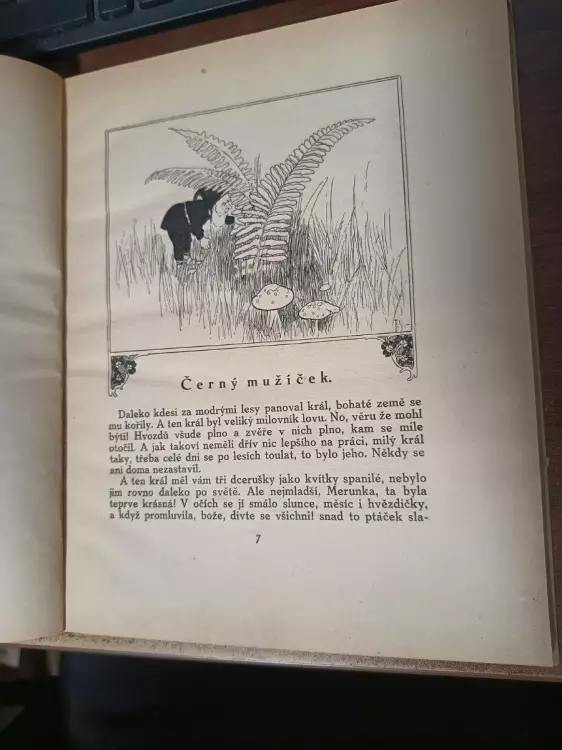 Černý mužíček.
Daleko kdesi za modrými lesy panoval král, bohaté země se
mu kořily. A ten král byl veliký milovník lovu. No, věru že mohl
býti! Hvozdů všude plno a zvěře v nich plno, kam se míle
otočil. A jak takoví neměli dřív nic lepšího na práci, milý král
taky, třeba celé dni se po lesích toulat, to bylo jeho. Někdy se
ani doma nezastavil.
A ten král měl vám tři dcerušky jako kvítky spanilé, nebylo
jim rovno daleko po světě. Ale nejmladší, Merunka, ta byla
teprve krásná! V očích se jí smálo slunce, měsíc i hvězdičky,
a když promluvila, bože, divte se všichni! snad to ptáček sla-
7